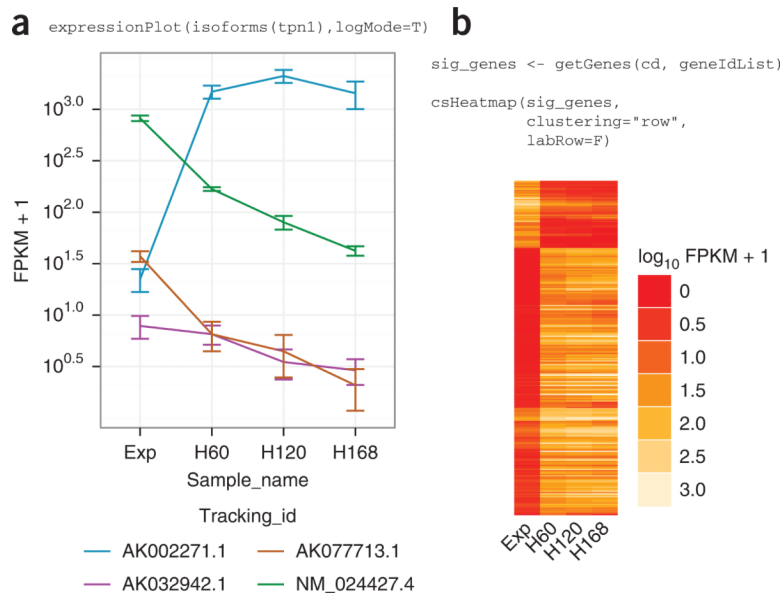 a
expressionPlot(isoforms(tpn1),logMode=T)
10^3.0
10^2.5
10^2.0
10^1.5
10^1.0
10^0.5
FPKM + 1
Exp H60 H120 H168
Sample_name
Tracking_id
AK002271.1 AK077713.1
AK032942.1 NM_024427.4
b
sig_genes <- getGenes(cd, geneIdList)
csHeatmap(sig_genes,
clustering="row",
labRow=F)
log10 FPKM + 1
0
0.5
1.0
1.5
2.0
2.5
3.0
Exp H60 H120 H168